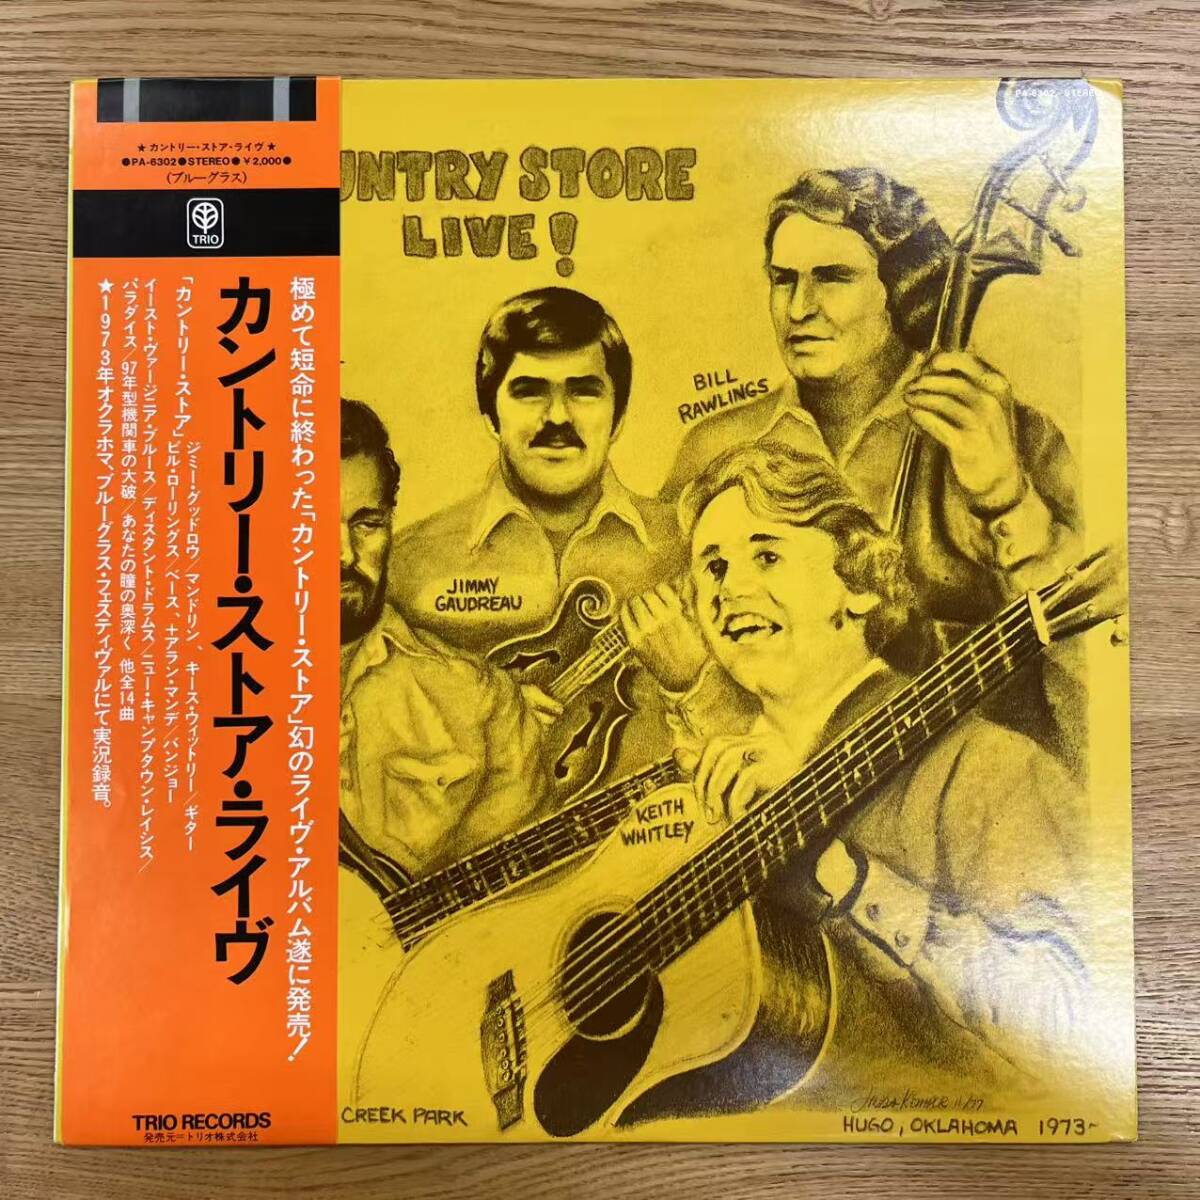 ★カントリー・ストア・ライヴ★
●PA-6302●STEREO●￥2,000●
(ブルーグラス)
TRIO
極めて短命に終わった「カントリー・ストア」幻のライヴ・アルバム遂に発売!
カントリー・ストア・ライヴ
「カントリー・ストア」
ジミー・グッドロウ/マンドリン、キース・ウィットリー/ギター
ビル・ローリングス/ベース、+アラン・マンデ/バンジョー
イースト・ヴァージニア・ブルース/ディスタント・ドラムス/ニュー・キャンプタウン・レイシス/
パラダイス/97年型機関車の大破/あなたの瞳の奥深く 他全14曲
★1973年オクラホマ、ブルーグラス・フェスティヴァルにて実況録音。
TRIO RECORDS
発売元=トリオ株式会社
PA-6302 STEREO
UNTRY STORE
LIVE!
BILL
RAWLINGS
JIMMY
GAUDREAU
KEITH
WHITLEY
CREEK PARK
11/77
HUGO, OKLAHOMA 1973~